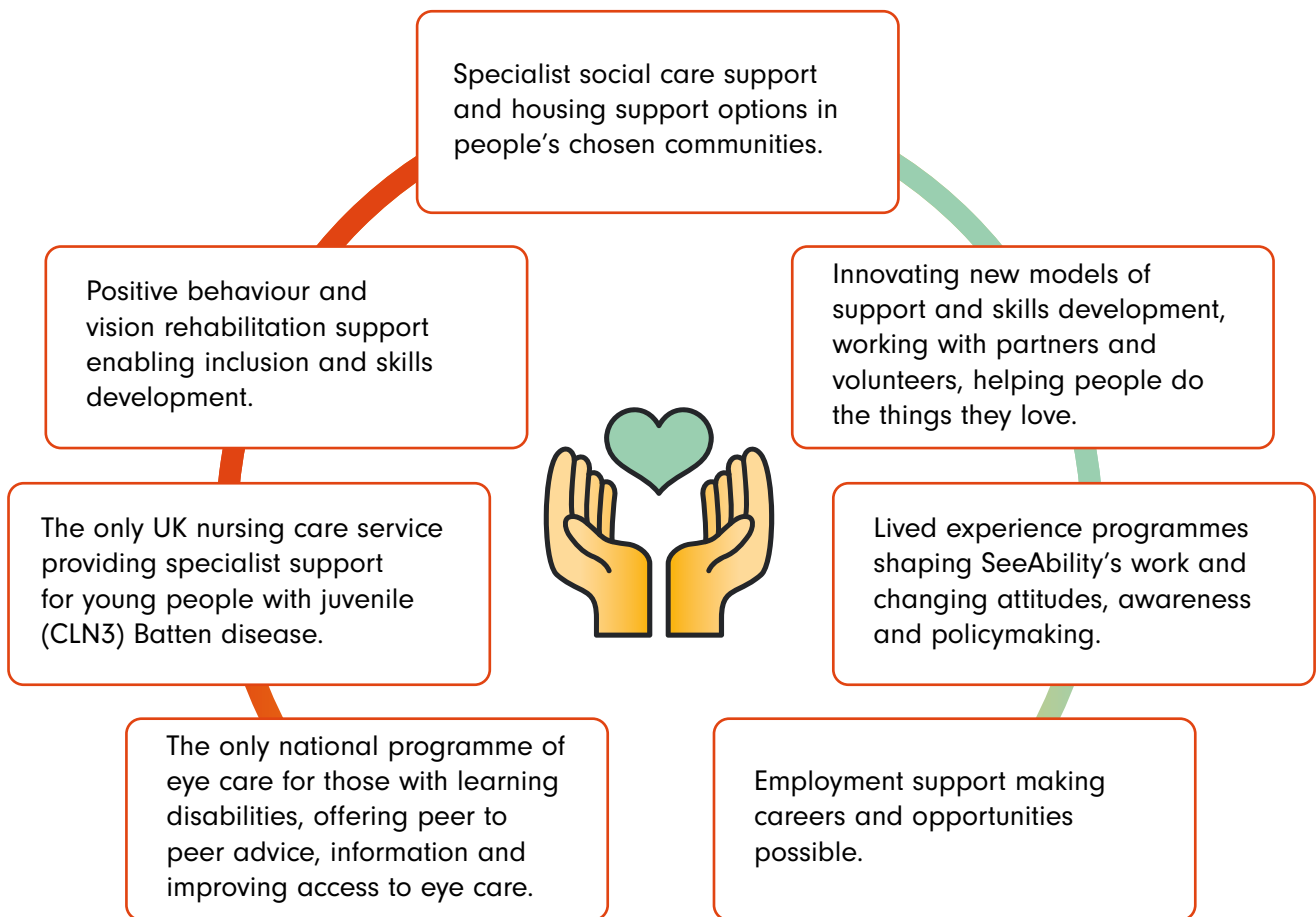 Specialist social care support
and housing support options in
people’s chosen communities.
Positive behaviour and
vision rehabilitation support
enabling inclusion and skills
development.
Innovating new models of
support and skills development,
working with partners and
volunteers, helping people do
the things they love.
The only UK nursing care service
providing specialist support
for young people with juvenile
(CLN3) Batten disease.
Lived experience programmes
shaping SeeAbility’s work and
changing attitudes, awareness
and policymaking.
The only national programme of
eye care for those with learning
disabilities, offering peer to
peer advice, information and
improving access to eye care.
Employment support making
careers and opportunities
possible.